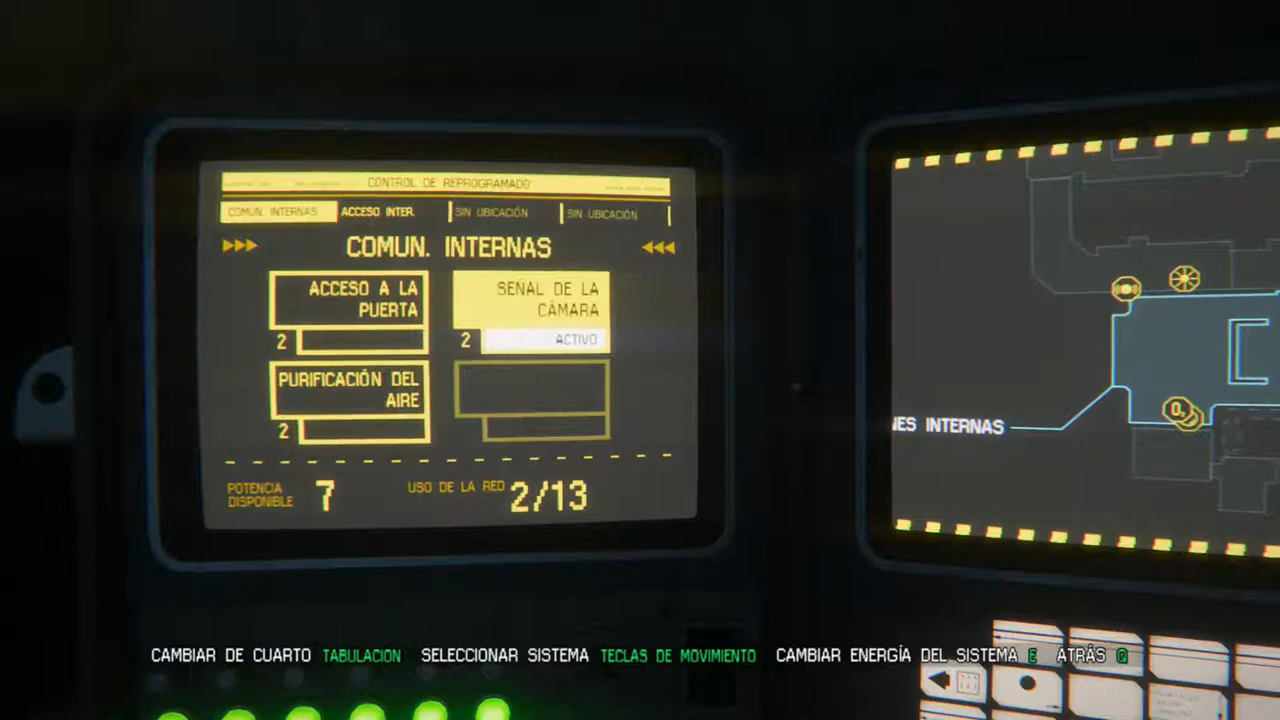 CONTROL DE REPROGRAMADO
COMUN. INTERNAS
ACCESO INTER.
SIN UBICACIÓN
SIN UBICACIÓN
COMUN. INTERNAS
ACCESO A LA
PUERTA
2
SEÑAL DE LA
CÁMARA
2 ACTIVO
PURIFICACIÓN DEL
AIRE
2
POTENCIA
DISPONIBLE
7
USO DE LA RED 2/13
INTERNAS
CAMBIAR DE CUARTO TABULACION SELECCIONAR SISTEMA TECLAS DE MOVIMIENTO CAMBIAR ENERGÍA DEL SISTEMA E ATRÁS Q